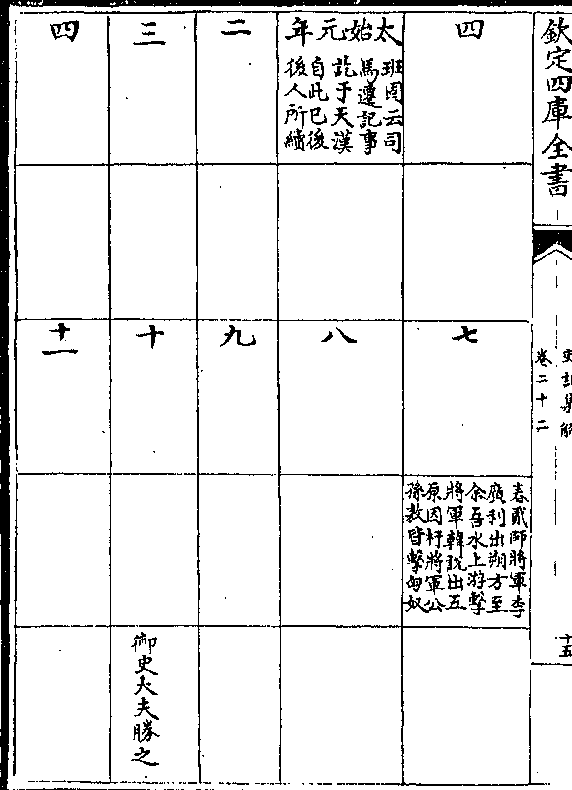 欽定四庫全書
史記集解
卷二十二
十五
四
七
春貳師將軍李
廣利出朔方至
余吾水上游擊
將軍韓說出五
原因杅將軍公
孫敖皆擊匈奴
太始元年
班固云司
馬遷記事
訖于天漢
自此已後
後人所續
八
二
九
三
十
御史大夫勝之
四
十一